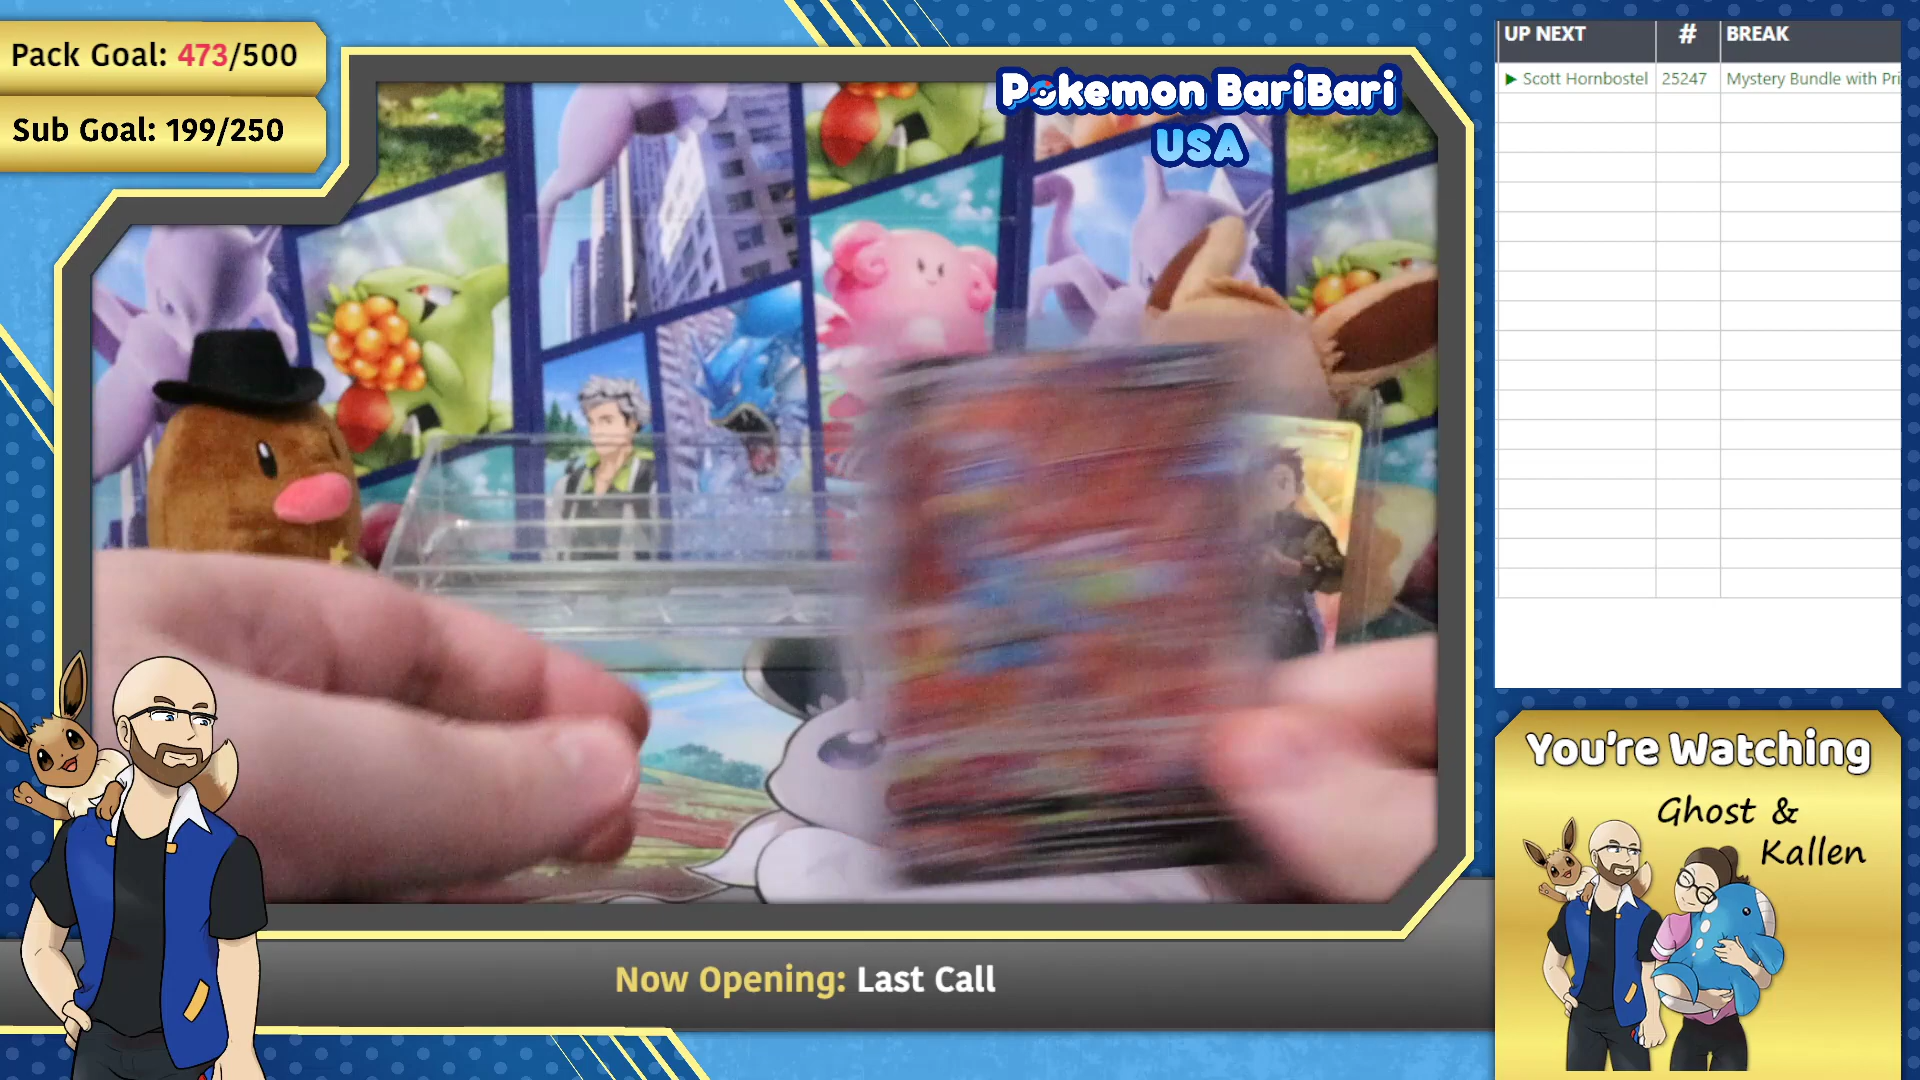 Pack Goal: 473/500
Sub Goal: 199/250
Pokemon BariBari
USA
UP NEXT # BREAK
▶ Scott Hornbostel 25247 Mystery Bundle with Pri
You're Watching
Ghost &
Kallen
Now Opening: Last Call